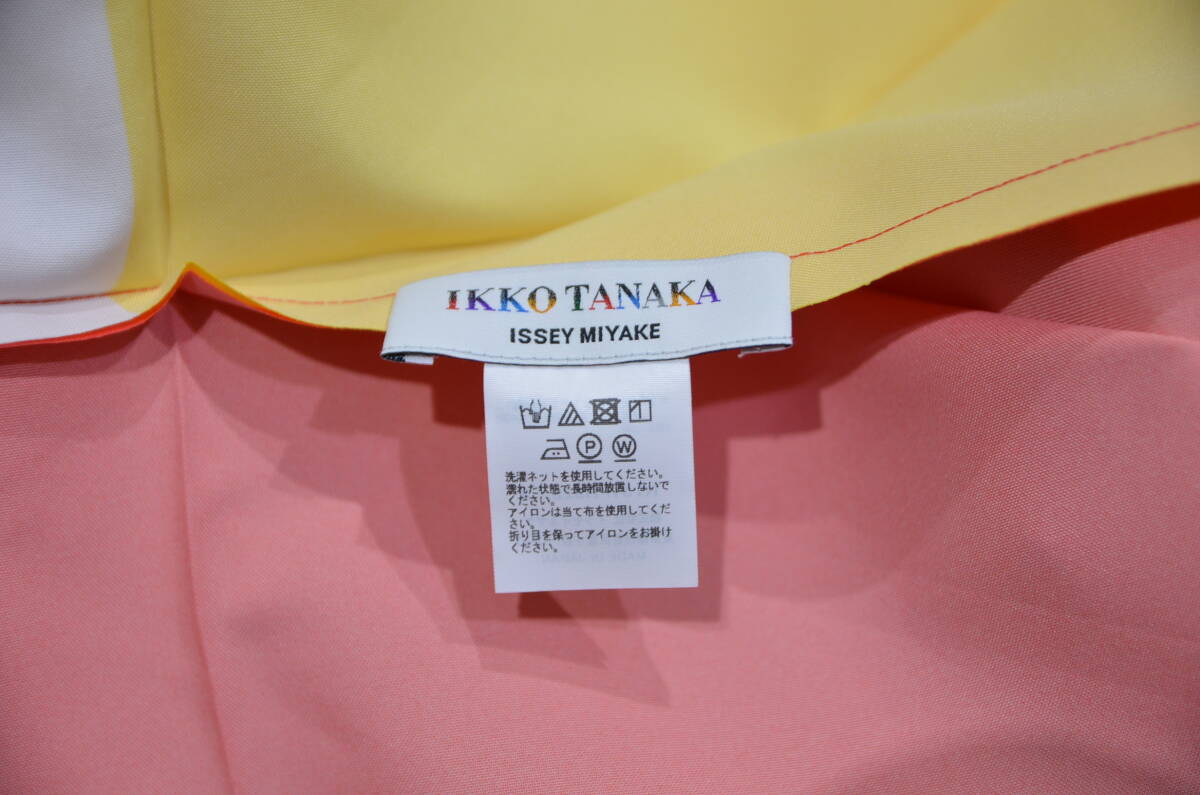 IKKO TANAKA
ISSEY MIYAKE
P W
洗濯ネットを使用してください。
濡れた状態で長時間放置しないで
ください。
アイロンは当て布を使用してくだ
さい。
折り目を保ってアイロンをお掛け
ください。